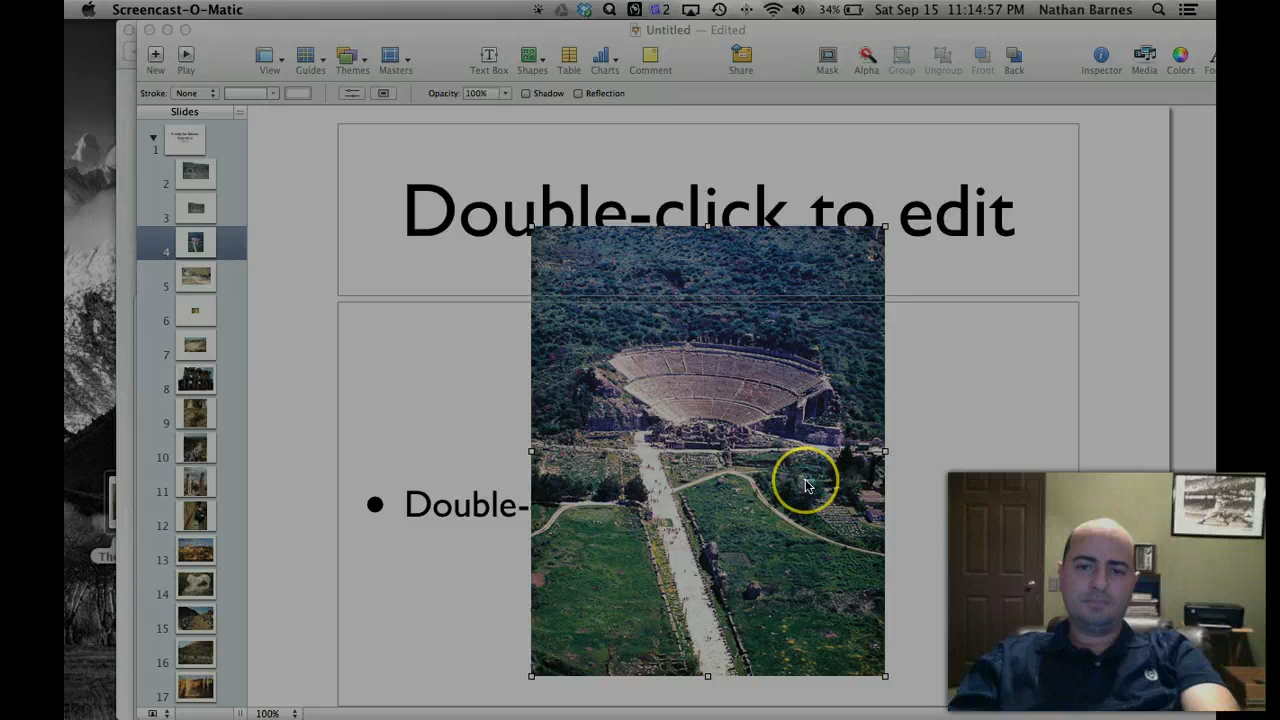 Screencast-O-Matic
2
34%
Sat Sep 15 11:14:57 PM
Nathan Barnes
Untitled — Edited
New
Play
View
Guides
Themes
Masters
Text Box
Shapes
Table
Charts
Comment
Share
Mask
Alpha
Group
Ungroup
Front
Back
Inspector
Media
Colors
Stroke:
None
Opacity:
100%
Shadow
Reflection
Slides
1
2
3
4
5
6
7
8
9
10
11
12
13
14
15
16
17
Double-click to edit
Double-
100%